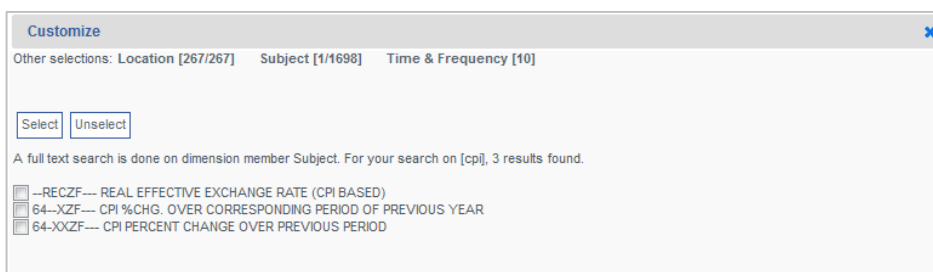 Customize
Other selections: Location [267/267] Subject [1/1698] Time & Frequency [10]
Select Unselect
A full text search is done on dimension member Subject. For your search on [cpi], 3 results found.
--RECZF--- REAL EFFECTIVE EXCHANGE RATE (CPI BASED)
64--XZF--- CPI %CHG. OVER CORRESPONDING PERIOD OF PREVIOUS YEAR
64-XXZF--- CPI PERCENT CHANGE OVER PREVIOUS PERIOD